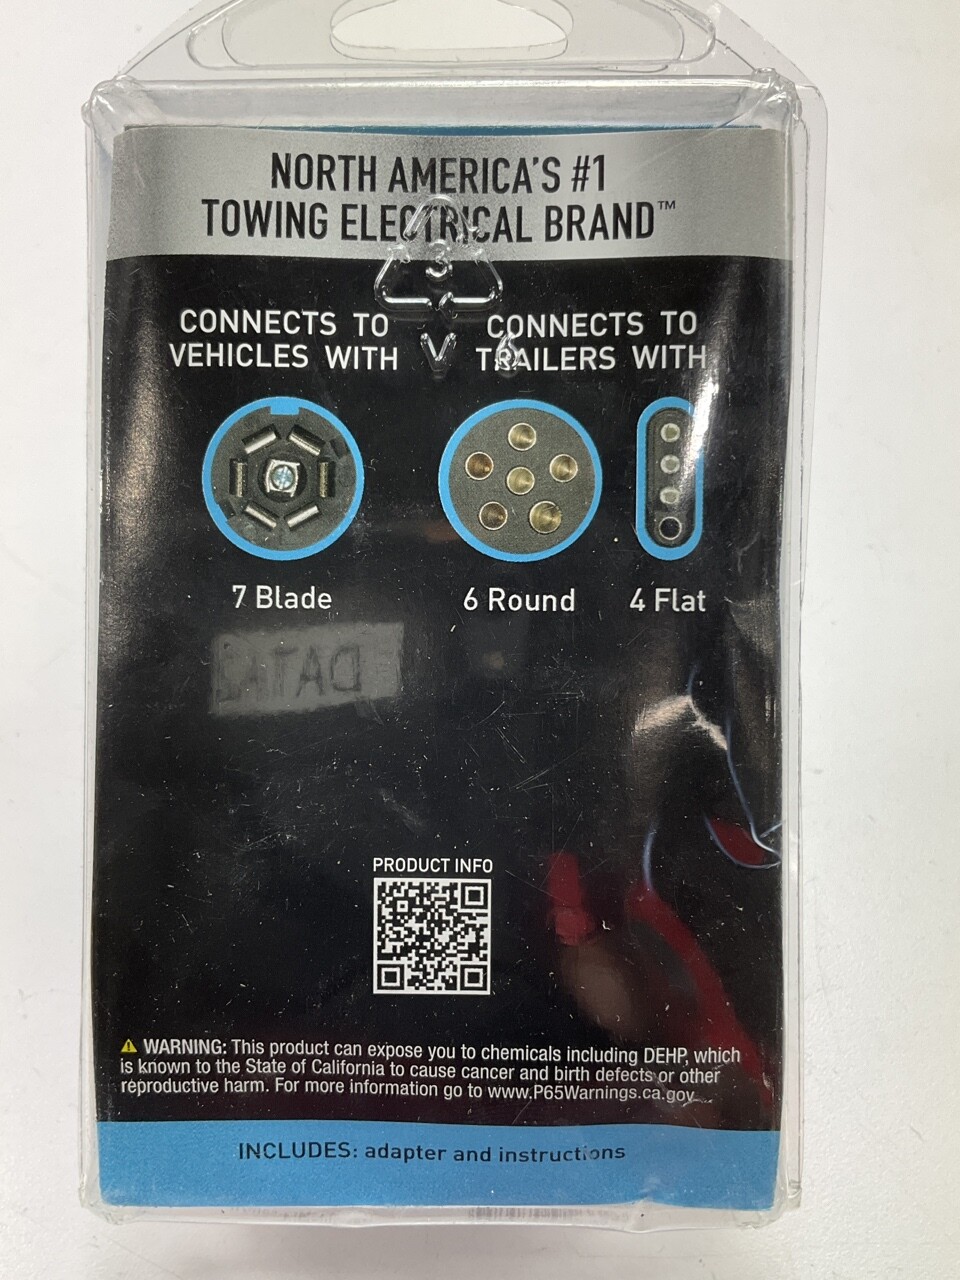 NORTH AMERICA'S #1
TOWING ELECTRICAL BRAND™
3
V
CONNECTS TO
VEHICLES WITH
CONNECTS TO
TRAILERS WITH
7 Blade
6 Round
4 Flat
PRODUCT INFO
⚠ WARNING: This product can expose you to chemicals including DEHP, which
is known to the State of California to cause cancer and birth defects or other
reproductive harm. For more information go to www.P65Warnings.ca.gov
INCLUDES: adapter and instructions